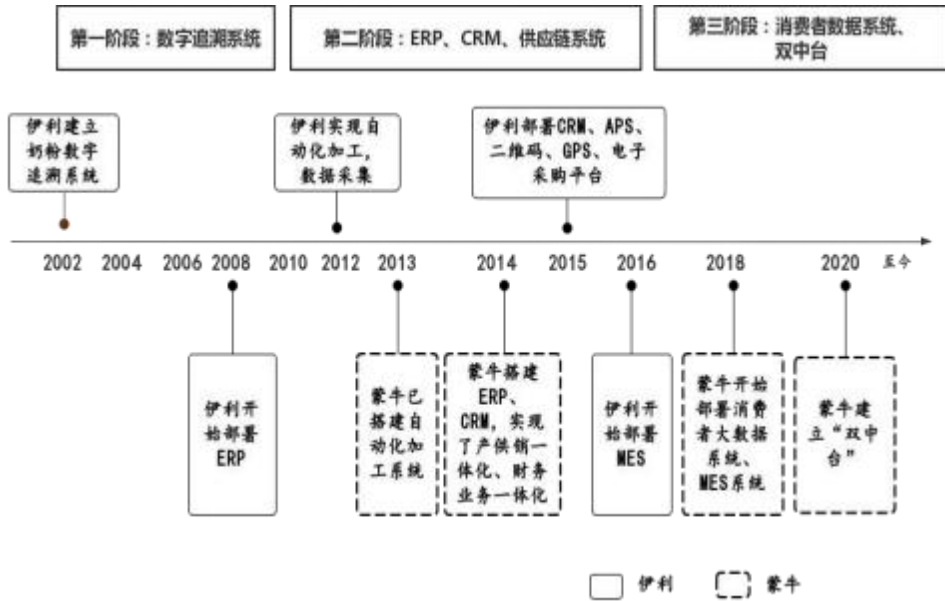 第一阶段：数字追溯系统
第二阶段：ERP、CRM、供应链系统
第三阶段：消费者数据系统、
双中台
伊利建立
奶粉数字
追溯系统
伊利实现自
动化加工，
数据采集
伊利部署CRM、APS、
二维码、GPS、电子
采购平台
2002 2004 2006 2008 2010 2012 2013 2014 2015 2016 2018 2020 至今
伊利开
始部署
ERP
蒙牛已
搭建自
动化加
工系统
蒙牛搭建
ERP、
CRM，实现
了产供销一
体化、财务
业务一体化
伊利开
始部署
MES
蒙牛开始
部署消费
者大数据
系统、
MES系统
蒙牛建
立“双中
台”
伊利 蒙牛